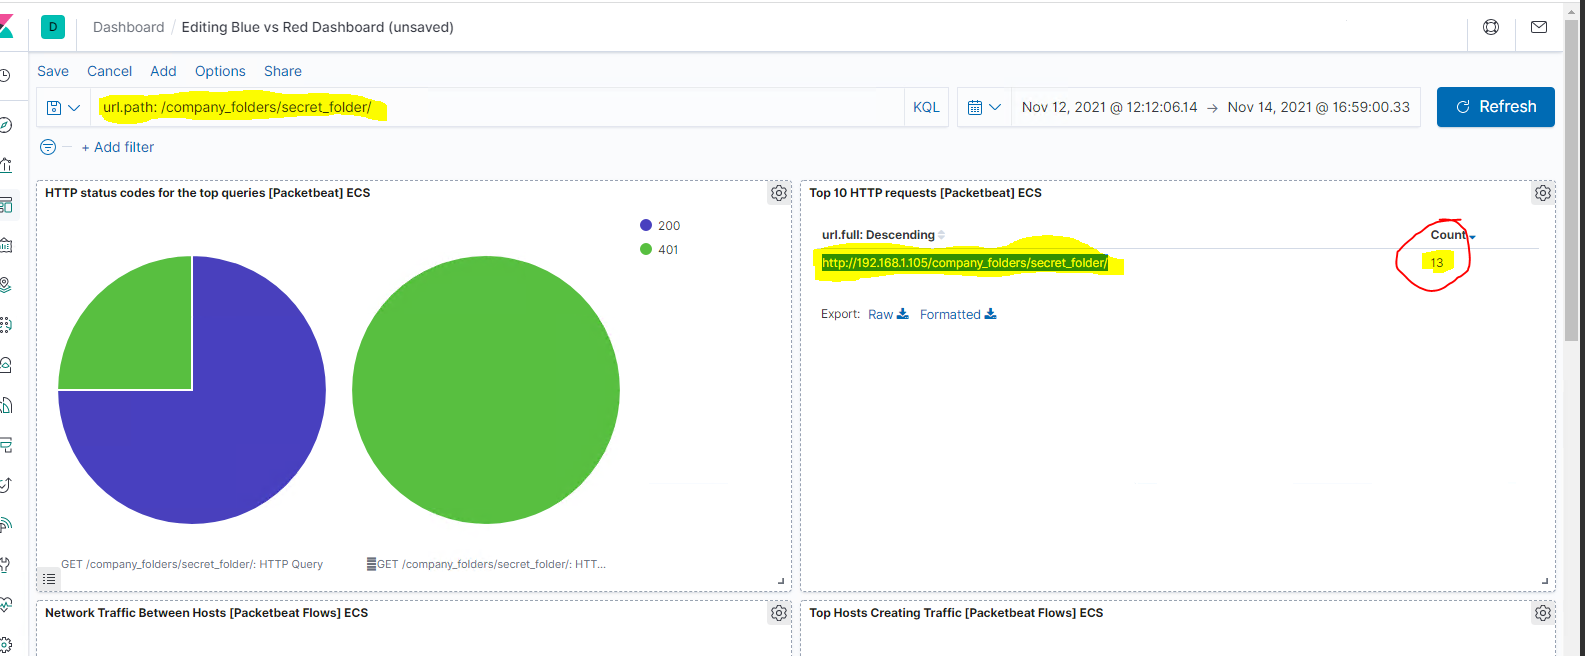 D Dashboard / Editing Blue vs Red Dashboard (unsaved)
Save Cancel Add Options Share
url.path: /company_folders/secret_folder/ KQL Nov 12, 2021 @ 12:12:06.14 → Nov 14, 2021 @ 16:59:00.33 Refresh
+ Add filter
HTTP status codes for the top queries [Packetbeat] ECS
200
401
GET /company_folders/secret_folder/: HTTP Query
GET /company_folders/secret_folder/: HTT...
Top 10 HTTP requests [Packetbeat] ECS
url.full: Descending Count
http://192.168.1.105/company_folders/secret_folder/ 13
Export: Raw Formatted
Network Traffic Between Hosts [Packetbeat Flows] ECS
Top Hosts Creating Traffic [Packetbeat Flows] ECS